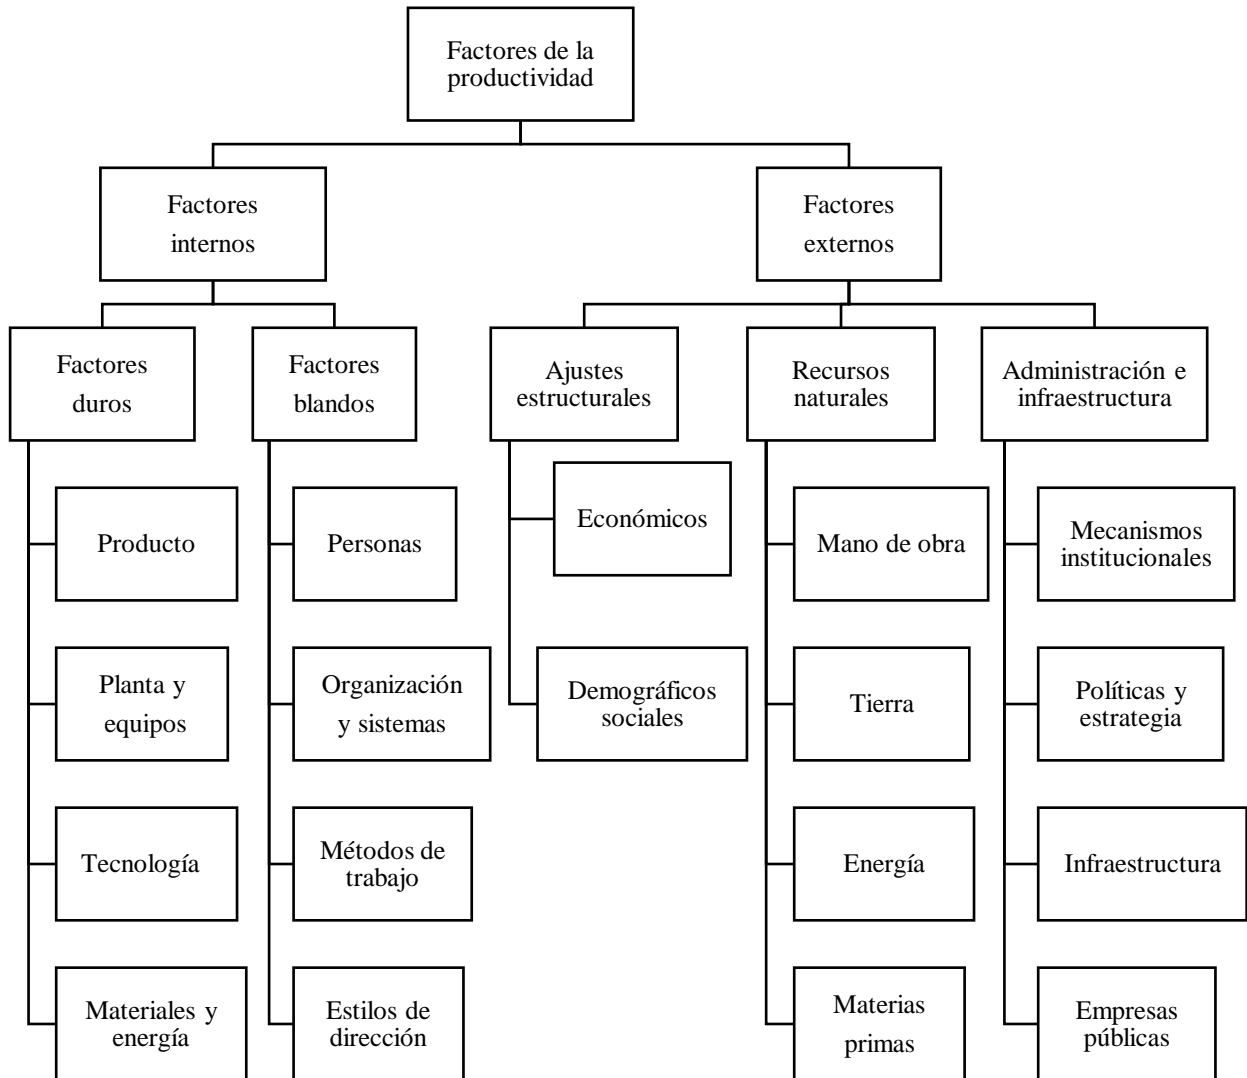 Factores de la
productividad
Factores
internos
Factores
externos
Factores
duros
Factores
blandos
Ajustes
estructurales
Recursos
naturales
Administración e
infraestructura
Producto
Planta y
equipos
Tecnología
Materiales y
energía
Personas
Organización
y sistemas
Métodos de
trabajo
Estilos de
dirección
Económicos
Demográficos
sociales
Mano de obra
Tierra
Energía
Materias
primas
Mecanismos
institucionales
Políticas y
estrategia
Infraestructura
Empresas
públicas